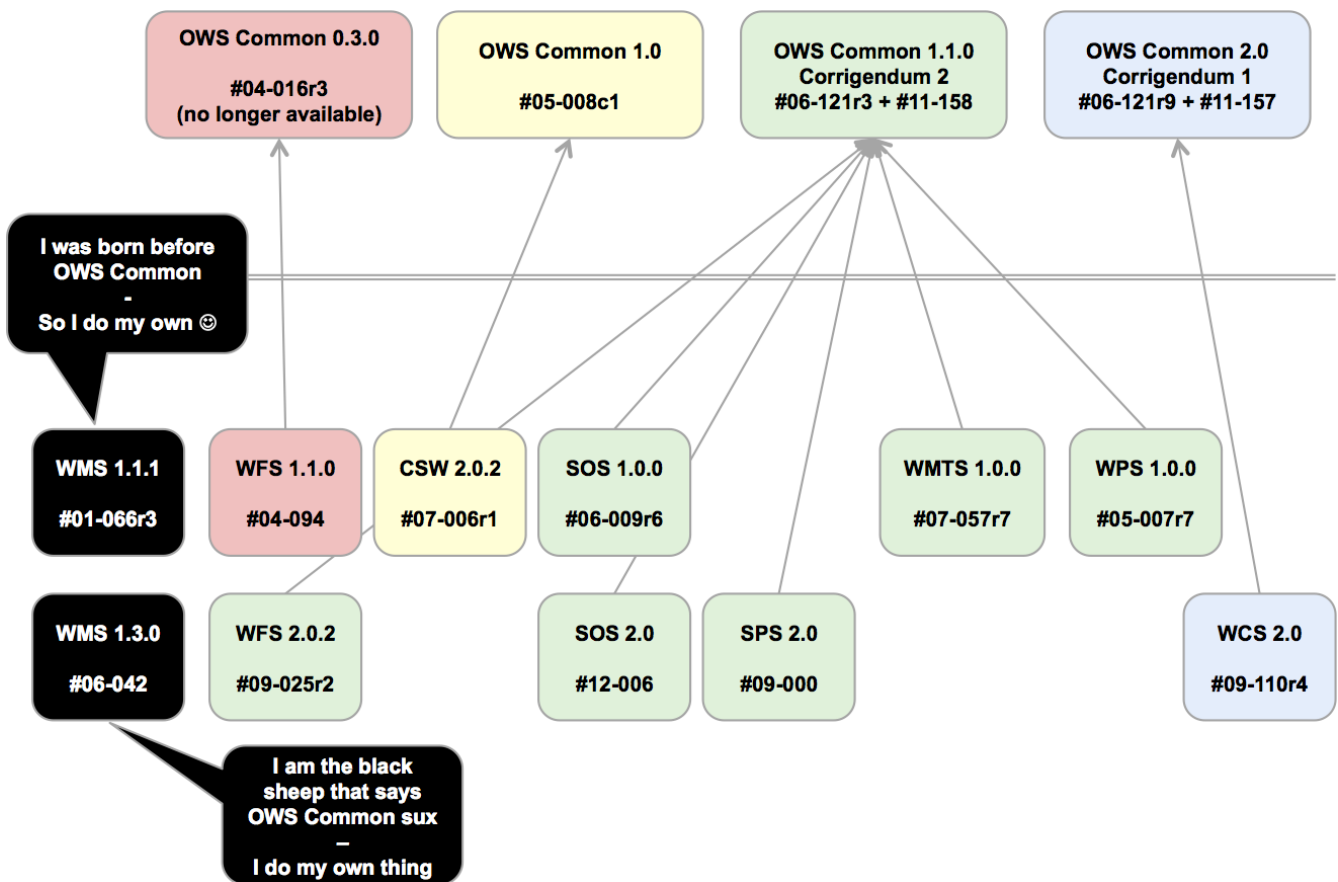 OWS Common 0.3.0
#04-016r3
(no longer available)
OWS Common 1.0
#05-008c1
OWS Common 1.1.0
Corrigendum 2
#06-121r3 + #11-158
OWS Common 2.0
Corrigendum 1
#06-121r9 + #11-157
I was born before
OWS Common
-
So I do my own ☺
WMS 1.1.1
#01-066r3
WFS 1.1.0
#04-094
CSW 2.0.2
#07-006r1
SOS 1.0.0
#06-009r6
WMTS 1.0.0
#07-057r7
WPS 1.0.0
#05-007r7
WMS 1.3.0
#06-042
WFS 2.0.2
#09-025r2
SOS 2.0
#12-006
SPS 2.0
#09-000
WCS 2.0
#09-110r4
I am the black
sheep that says
OWS Common sux
–
I do my own thing